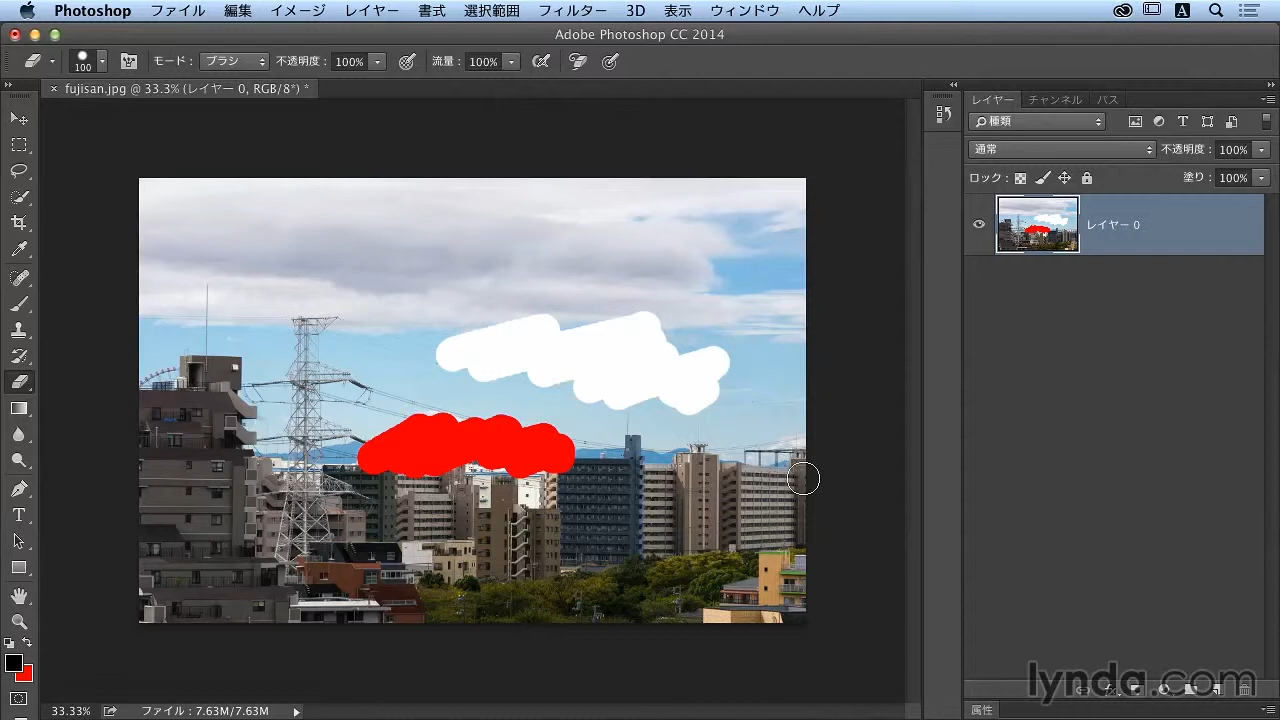 Photoshop ファイル 編集 イメージ レイヤー 書式 選択範囲 フィルター 3D 表示 ウィンドウ ヘルプ
Adobe Photoshop CC 2014
100 モード： ブラシ 不透明度： 100% 流量： 100%
× fujisan.jpg @ 33.3% (レイヤー 0, RGB/8*) *
レイヤー チャンネル パス
種類
通常 不透明度： 100%
ロック： 塗り： 100%
レイヤー 0
lynda.com
33.33% ファイル：7.63M/7.63M
属性